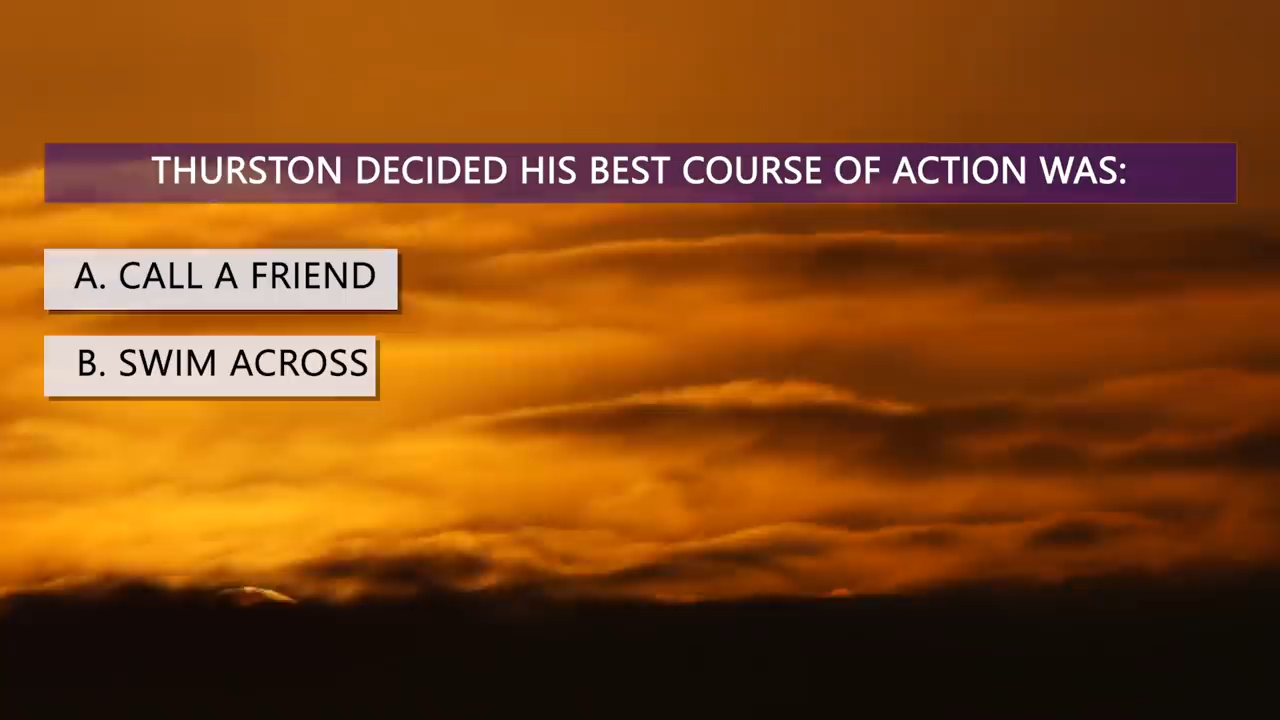 THURSTON DECIDED HIS BEST COURSE OF ACTION WAS:
A. CALL A FRIEND
B. SWIM ACROSS